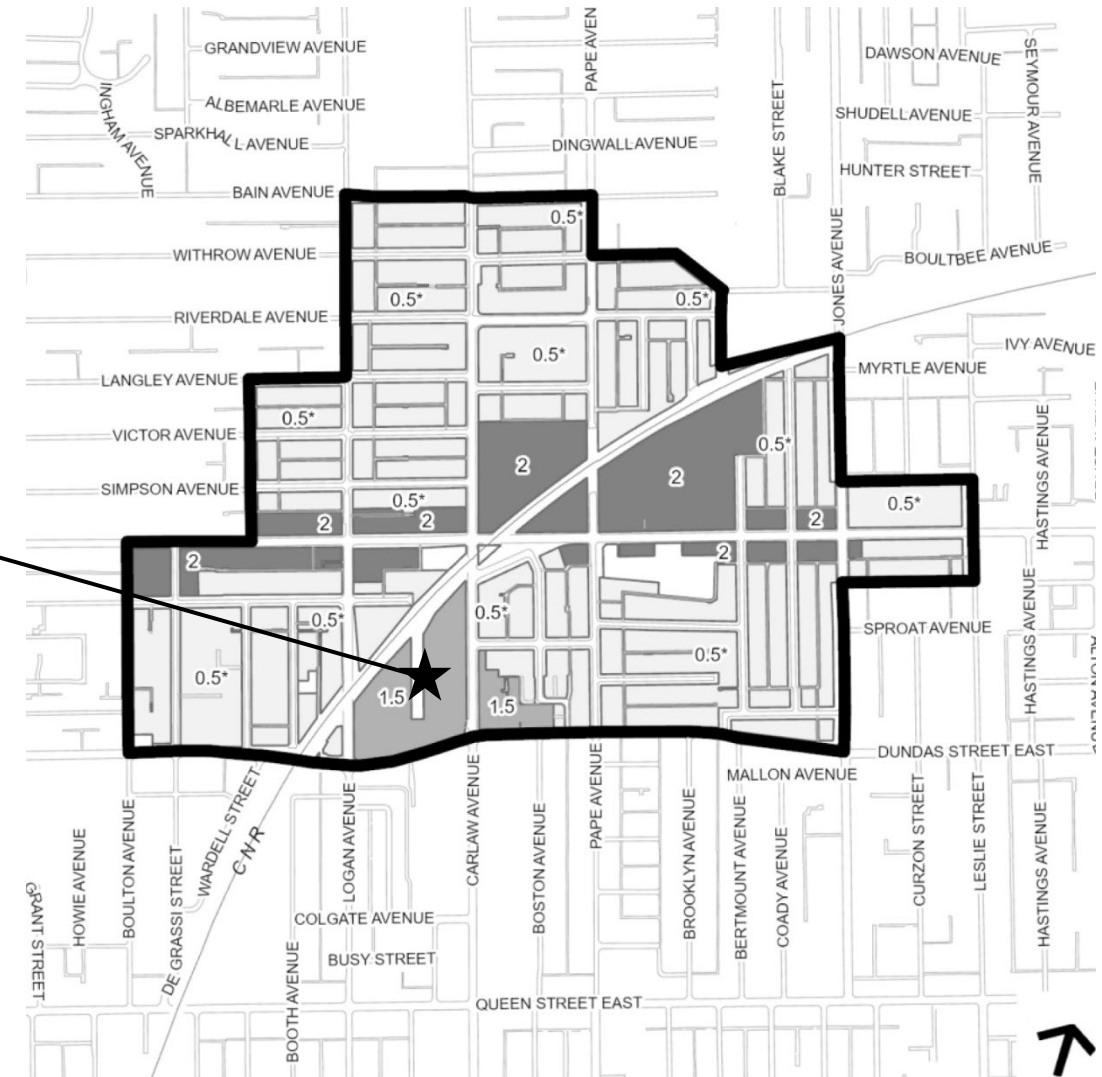 GRANDVIEW AVENUE
PAPE AVEN
DAWSON AVENUE
SEYMOUR AVENUE
INGHAM AVENUE
ALBEMARLE AVENUE
BLAKE STREET
SHUDELL AVENUE
SPARKHALL AVENUE
DINGWALL AVENUE
HUNTER STREET
BAIN AVENUE
0.5*
JONES AVENUE
WITHROW AVENUE
BOULTBEE AVENUE
0.5*
0.5*
RIVERDALE AVENUE
IVY AVENUE
0.5*
MYRTLE AVENUE
LANGLEY AVENUE
0.5*
HASTINGS AVENUE
VICTOR AVENUE
0.5*
2
2
SIMPSON AVENUE
0.5*
0.5*
2
2
2
2
2
HASTINGS AVENUE
0.5*
0.5*
SPROAT AVENUE
0.5*
0.5*
1.5
1.5
DUNDAS STREET EAST
MALLON AVENUE
WARDELL STREET
CNR
HOWIE AVENUE
BOULTON AVENUE
DE GRASSI STREET
LOGAN AVENUE
CARLAW AVENUE
BOSTON AVENUE
PAPE AVENUE
BROOKLYN AVENUE
BERTMOUNT AVENUE
COADY AVENUE
CURZON STREET
LESLIE STREET
HASTINGS AVENUE
GRANT STREET
COLGATE AVENUE
BUSY STREET
BOOTH AVENUE
QUEEN STREET EAST